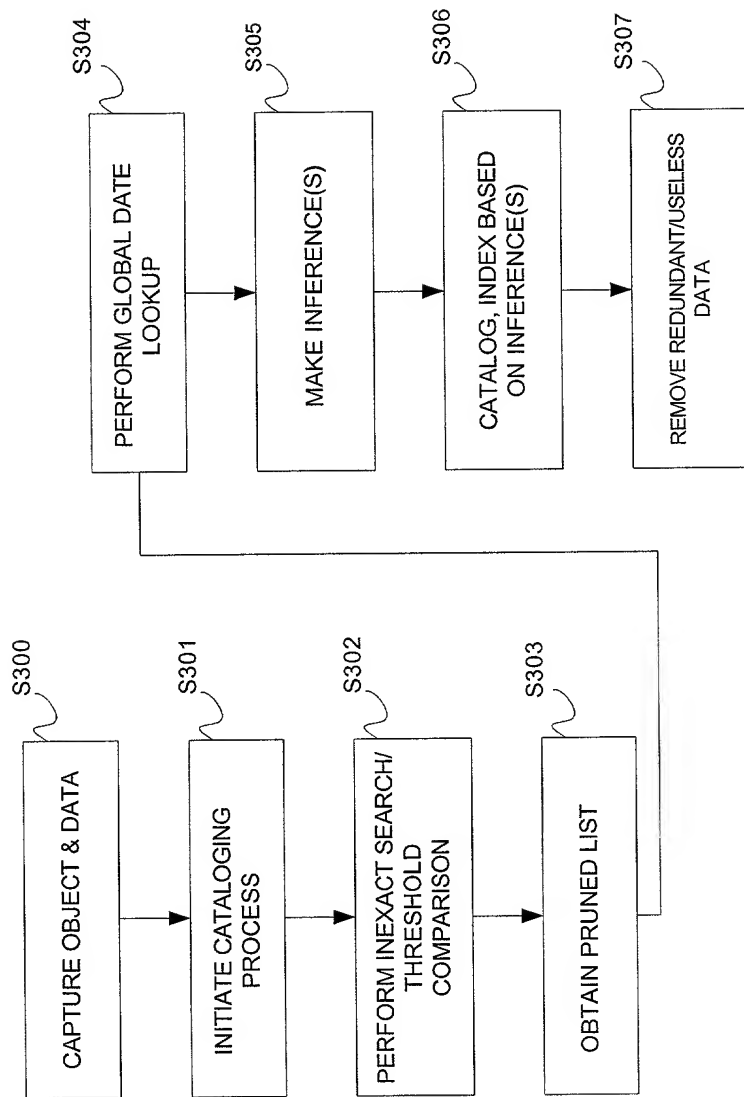 S300
CAPTURE OBJECT & DATA
S301
INITIATE CATALOGING
PROCESS
S302
PERFORM INEXACT SEARCH/
THRESHOLD
COMPARISON
S303
OBTAIN PRUNED LIST
S304
PERFORM GLOBAL DATE
LOOKUP
S305
MAKE INFERENCE(S)
S306
CATALOG, INDEX BASED
ON INFERENCE(S)
S307
REMOVE REDUNDANT/USELESS
DATA